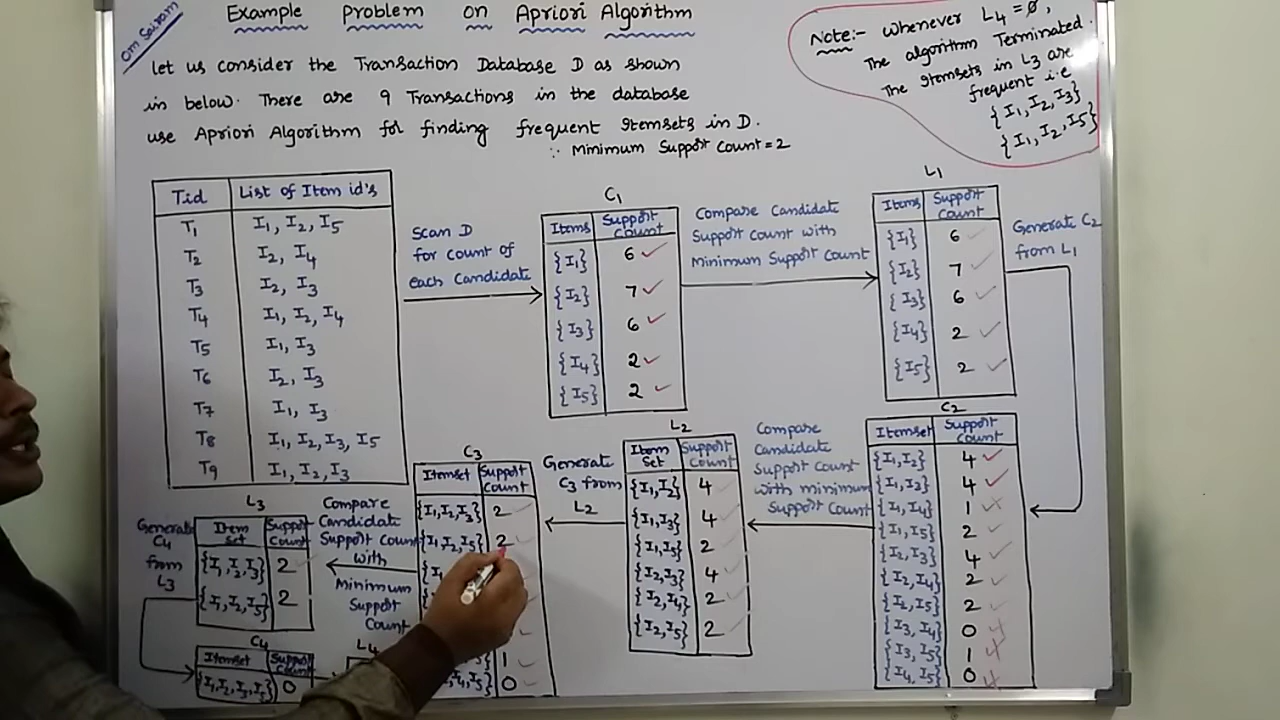 Om Sairam
Example Problem on Apriori Algorithm
let us consider the Transaction Database D as shown
in below. There are 9 Transactions in the database
use Apriori Algorithm for finding frequent Itemsets in D.
∵ Minimum Support Count = 2
Note:- Whenever L4 = ∅,
The algorithm Terminated.
The Itemsets in L3 are
frequent i.e
{I1, I2, I3}
{I1, I2, I5}
Tid List of Item id's
T1 I1, I2, I5
T2 I2, I4
T3 I2, I3
T4 I1, I2, I4
T5 I1, I3
T6 I2, I3
T7 I1, I3
T8 I1, I2, I3, I5
T9 I1, I2, I3
Scan D
for count of
each Candidate
C1
Items Support Count
{I1} 6 ✓
{I2} 7 ✓
{I3} 6 ✓
{I4} 2 ✓
{I5} 2 ✓
Compare Candidate
Support Count with
Minimum Support Count
L1
Items Support Count
{I1} 6 ✓
{I2} 7 ✓
{I3} 6 ✓
{I4} 2 ✓
{I5} 2 ✓
Generate C2
from L1
C2
Itemset Support Count
{I1, I2} 4 ✓
{I1, I2} 4 ✓
{I1, I4} 1 ✗
{I1, I5} 2 ✓
{I2, I3} 4 ✓
{I2, I4} 2 ✓
{I2, I5} 2 ✓
{I3, I4} 0 ✗
{I3, I5} 1 ✗
{I4, I5} 0 ✗
Compare
Candidate
Support Count
with minimum
Support Count
L2
Item Set Support Count
{I1, I2} 4 ✓
{I1, I3} 4 ✓
{I1, I5} 2 ✓
{I2, I3} 4 ✓
{I2, I4} 2 ✓
{I2, I5} 2 ✓
Generate
C3 from
L2
C3
Itemset Support Count
{I1, I2, I3} 2 ✓
{I1, I2, I5} 2 ✓
1 ✓
0 ✓
Compare
Candidate
Support Count
with
Minimum
Support
Count
L3
Item Set Support Count
{I1, I2, I3} 2 ✓
{I1, I2, I5} 2
Generate
C4
from
L3
C4
Itemset Support Count
{I1, I2, I3, I5} 0
L4